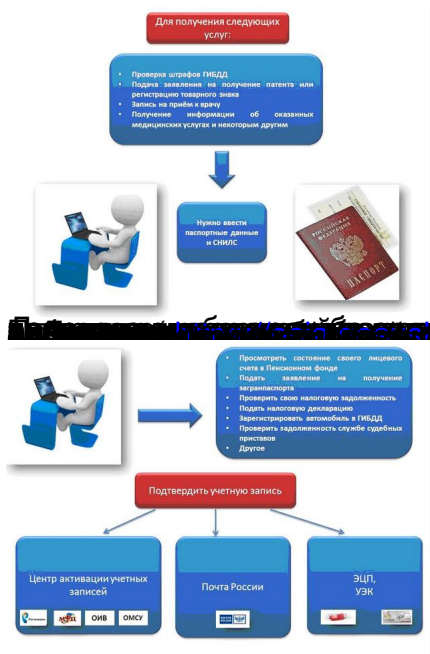 Для получения следующих
услуг:
• Проверка штрафов ГИБДД
• Подача заявления на получение патента или
регистрацию товарного знака
• Запись на приём к врачу
• Получение информации об оказанных
медицинских услугах и некоторым другим
Нужно ввести
паспортные данные
и СНИЛС
РОССИЙСКАЯ
ФЕДЕРАЦИЯ
ПАСПОРТ
• Просмотреть состояние своего лицевого
счета в Пенсионном фонде
• Подать заявление на получение
загранпаспорта
• Проверить свою налоговую задолженность
• Подать налоговую декларацию
• Зарегистрировать автомобиль в ГИБДД
• Проверить задолженность службе судебных
приставов
• Другое
Подтвердить учетную запись
Центр активации учетных
записей
ОИВ ОМСУ
Почта России
ЭЦП,
УЭК